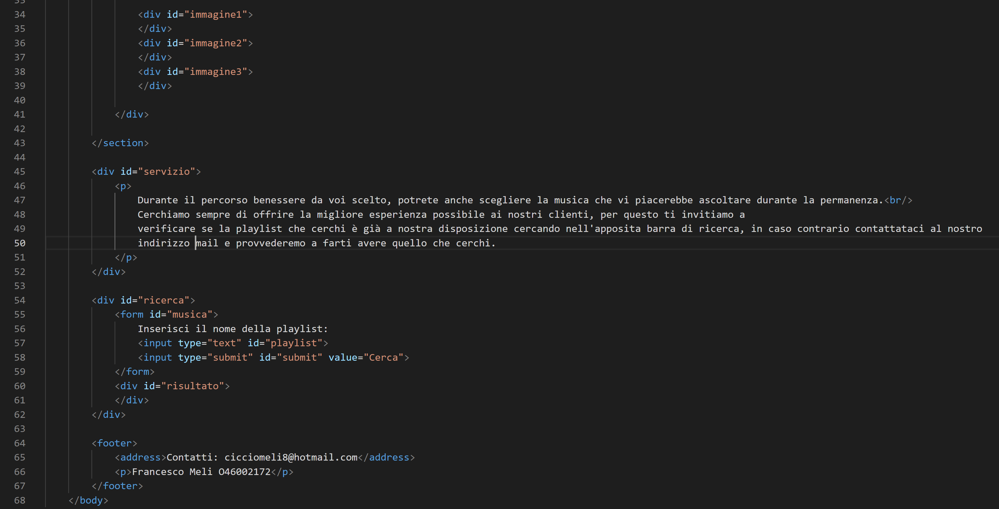 33
34 <div id="immagine1">
35 </div>
36 <div id="immagine2">
37 </div>
38 <div id="immagine3">
39 </div>
40
41 </div>
42
43 </section>
44
45 <div id="servizio">
46 <p>
47 Durante il percorso benessere da voi scelto, potrete anche scegliere la musica che vi piacerebbe ascoltare durante la permanenza.<br/>
48 Cerchiamo sempre di offrire la migliore esperienza possibile ai nostri clienti, per questo ti invitiamo a
49 verificare se la playlist che cerchi è già a nostra disposizione cercando nell'apposita barra di ricerca, in caso contrario contattataci al nostro
50 indirizzo mail e provvederemo a farti avere quello che cerchi.
51 </p>
52 </div>
53
54 <div id="ricerca">
55 <form id="musica">
56 Inserisci il nome della playlist:
57 <input type="text" id="playlist">
58 <input type="submit" id="submit" value="Cerca">
59 </form>
60 <div id="risultato">
61 </div>
62 </div>
63
64 <footer>
65 <address>Contatti: cicciomeli8@hotmail.com</address>
66 <p>Francesco Meli O46002172</p>
67 </footer>
68 </body>